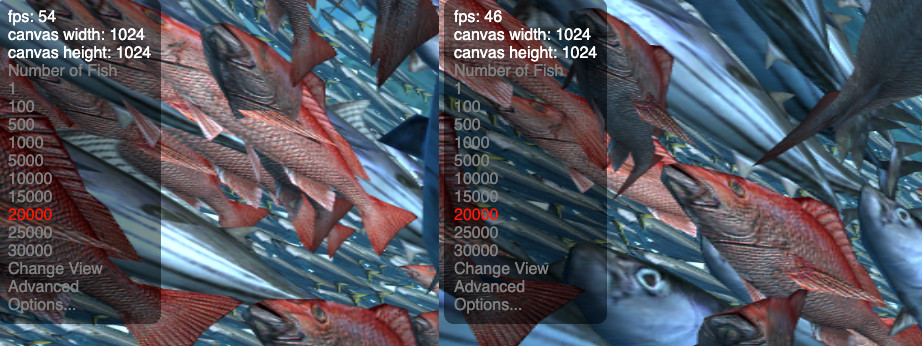 fps: 54
canvas width: 1024
canvas height: 1024
Number of Fish
1
100
500
1000
5000
10000
15000
20000
25000
30000
Change View
Advanced
Options...
fps: 46
canvas width: 1024
canvas height: 1024
Number of Fish
1
100
500
1000
5000
10000
15000
20000
25000
30000
Change View
Advanced
Options...